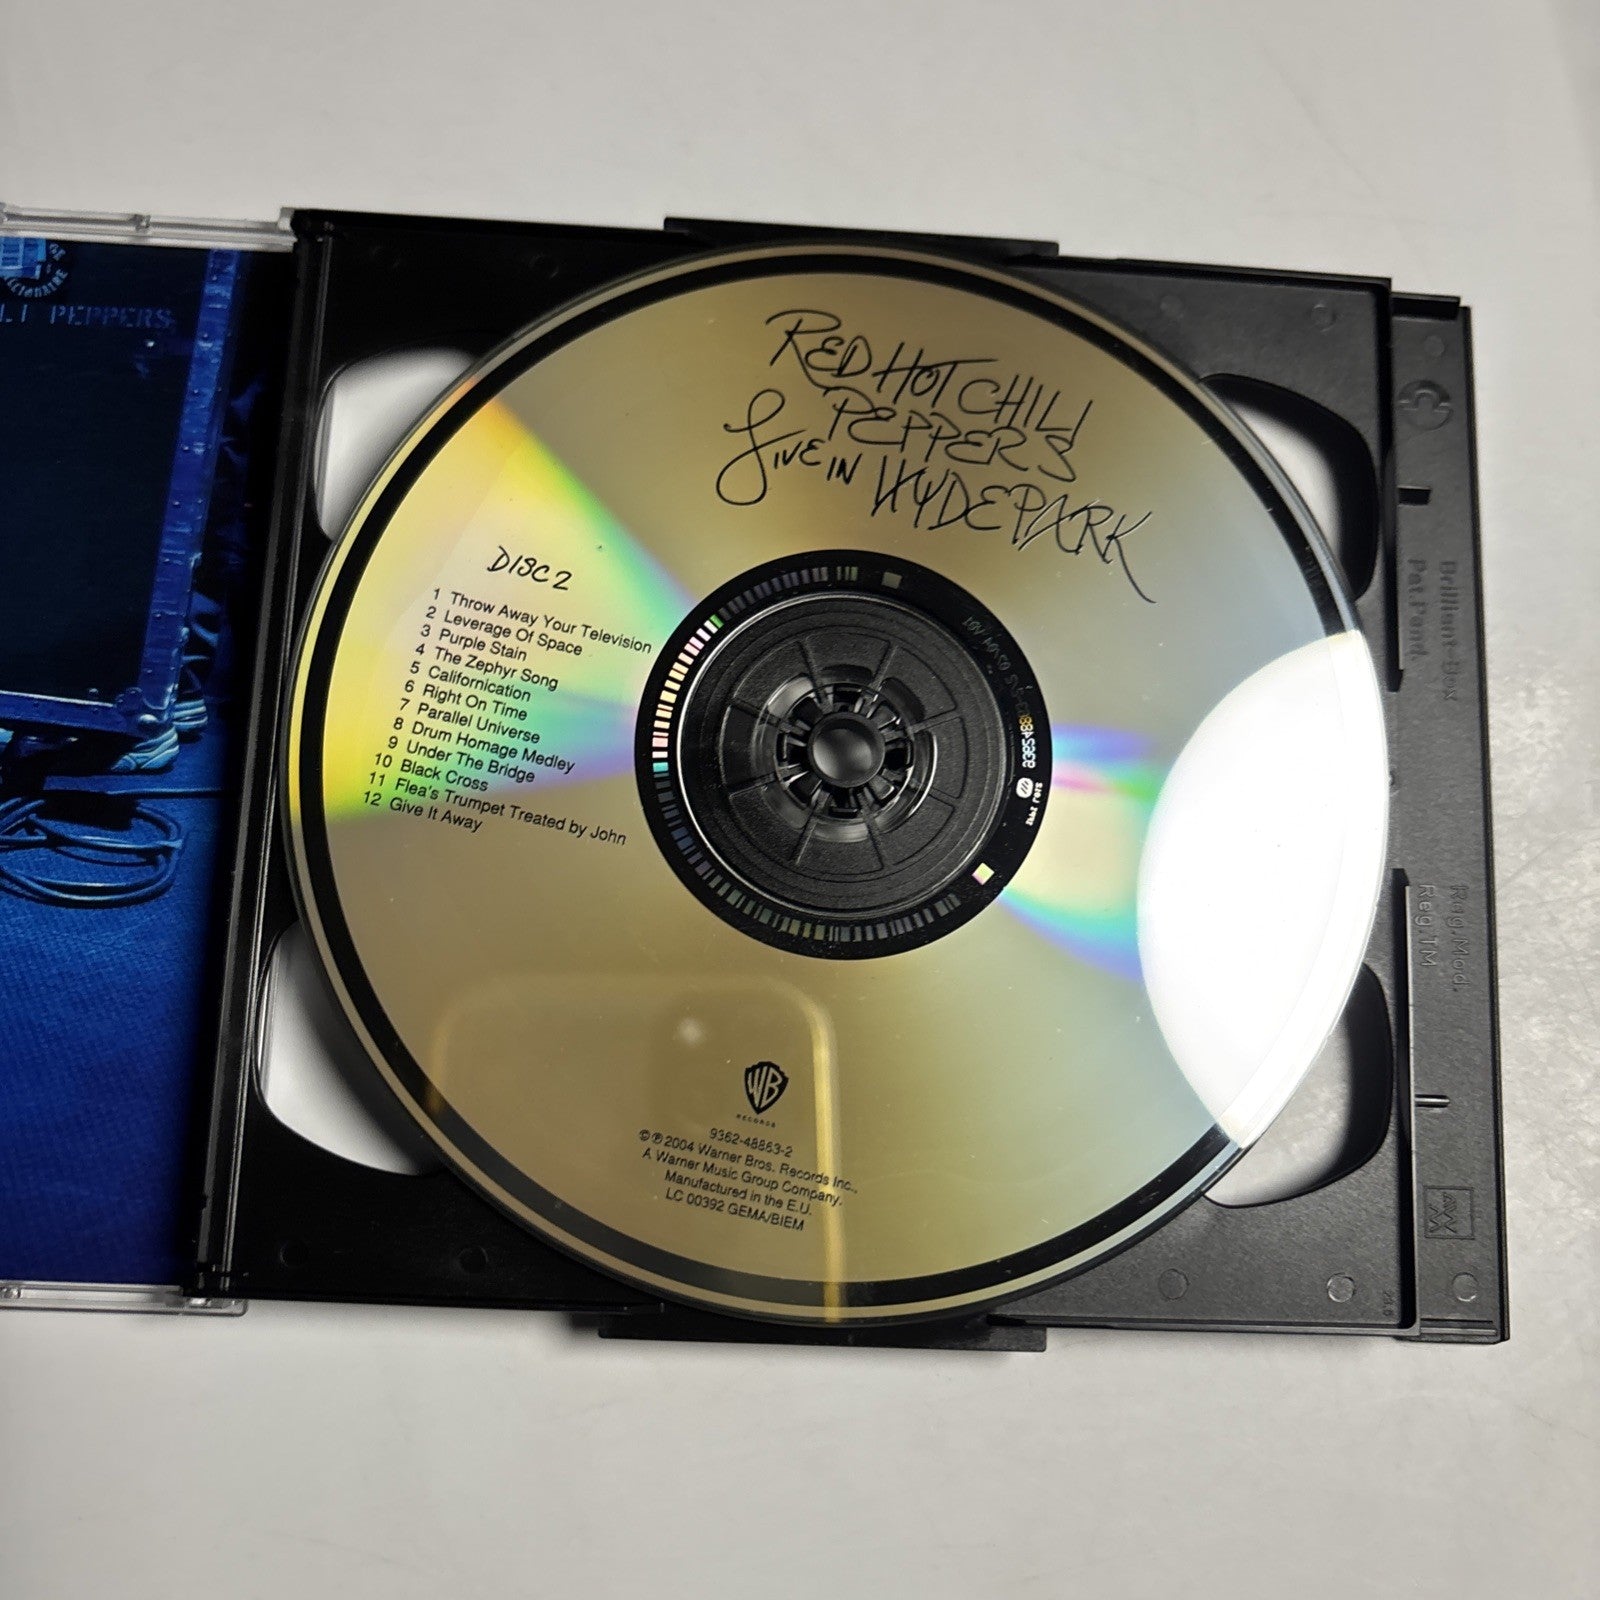 LI PEPPERS
RED HOT CHILI
PEPPERS
LIVE IN HYDE PARK
DISC 2
1 Throw Away Your Television
2 Leverage Of Space
3 Purple Stain
4 The Zephyr Song
5 Californication
6 Right On Time
7 Parallel Universe
8 Drum Homage Medley
9 Under The Bridge
10 Black Cross
11 Flea's Trumpet Treated by John
12 Give It Away
WB
RECORDS
9362-48863-2
©℗2004 Warner Bros. Records Inc.,
A Warner Music Group Company.
Manufactured in the E.U.
LC 00392 GEMA/BIEM
Brilliant Box
Pat.Pend.
Reg.Mod.
Reg.TM